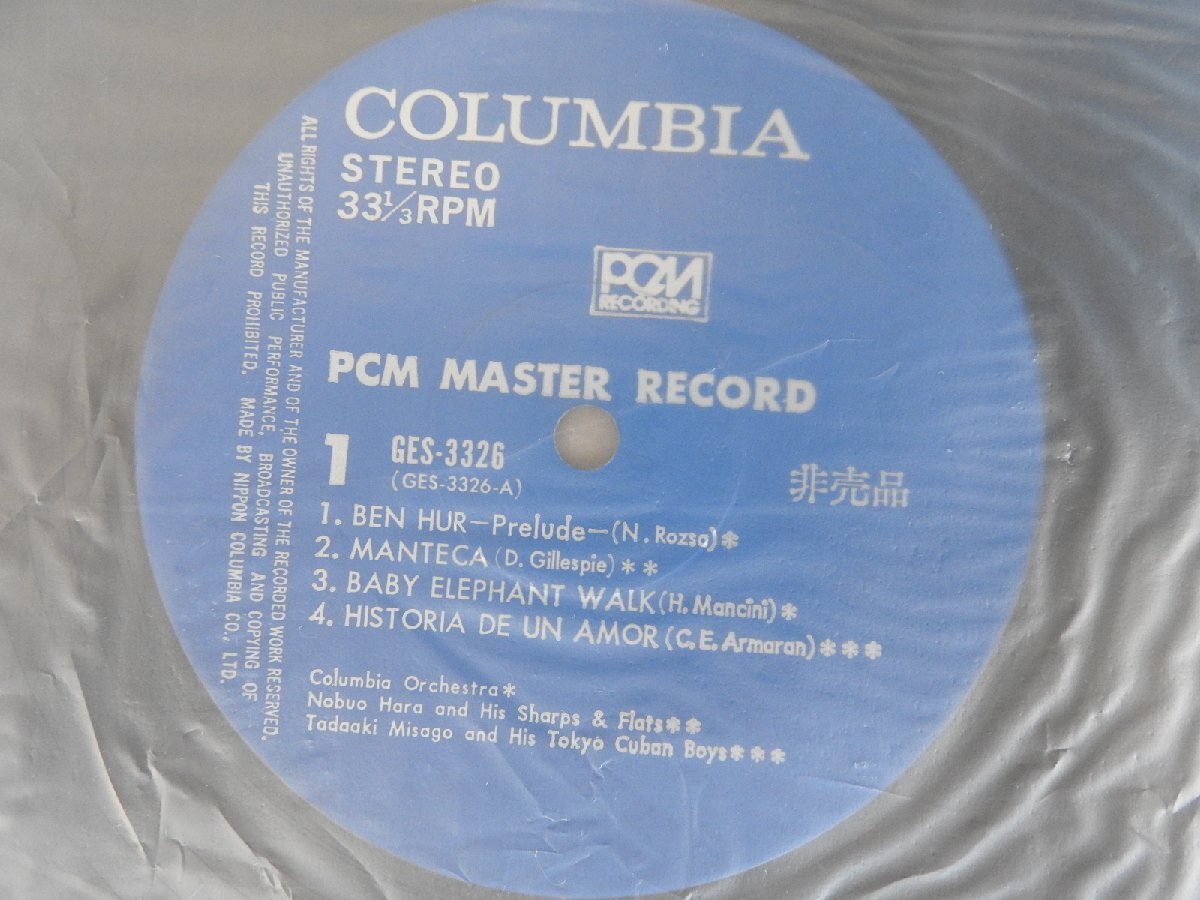 COLUMBIA
STEREO
33 1/3 RPM
PCM
RECORDING
PCM MASTER RECORD
1
GES-3326
(GES-3326-A)
非売品
1. BEN HUR—Prelude—(N. Rozsa)*
2. MANTECA (D. Gillespie)**
3. BABY ELEPHANT WALK (H. Mancini)*
4. HISTORIA DE UN AMOR (C.E. Armaran)***
Columbia Orchestra*
Nobuo Hara and His Sharps & Flats**
Tadaaki Misago and His Tokyo Cuban Boys***
ALL RIGHTS OF THE MANUFACTURER AND OF THE OWNER OF THE RECORDED WORK RESERVED.
UNAUTHORIZED PUBLIC PERFORMANCE, BROADCASTING AND COPYING OF
THIS RECORD PROHIBITED. MADE BY NIPPON COLUMBIA CO., LTD.